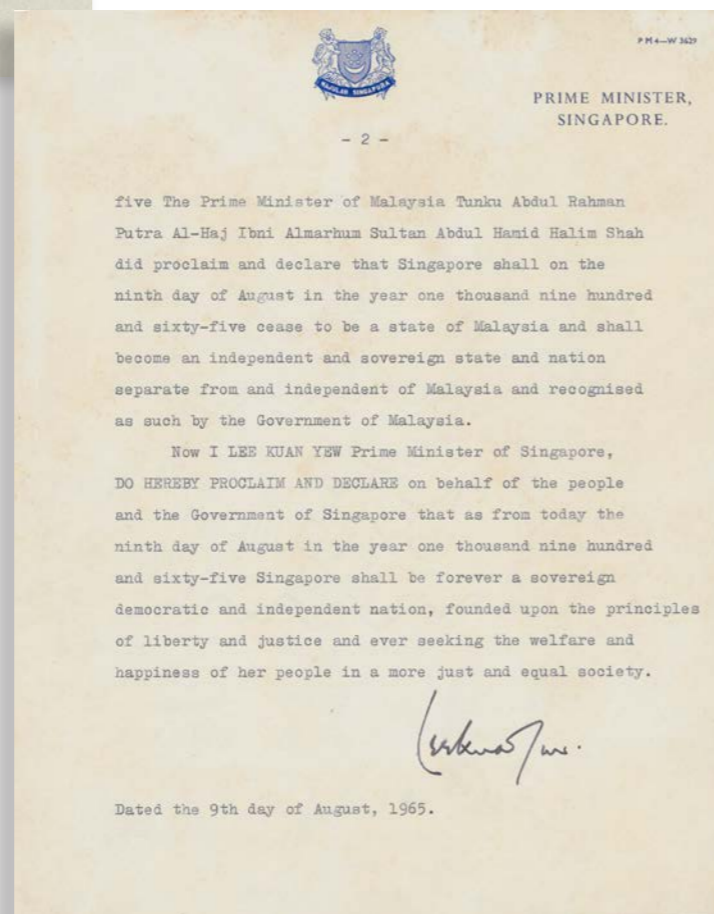 P M 4—W 3629
MAJULAH SINGAPURA
PRIME MINISTER,
SINGAPORE.
- 2 -
five The Prime Minister of Malaysia Tunku Abdul Rahman
Putra Al-Haj Ibni Almarhum Sultan Abdul Hamid Halim Shah
did proclaim and declare that Singapore shall on the
ninth day of August in the year one thousand nine hundred
and sixty-five cease to be a state of Malaysia and shall
become an independent and sovereign state and nation
separate from and independent of Malaysia and recognised
as such by the Government of Malaysia.
Now I LEE KUAN YEW Prime Minister of Singapore,
DO HEREBY PROCLAIM AND DECLARE on behalf of the people
and the Government of Singapore that as from today the
ninth day of August in the year one thousand nine hundred
and sixty-five Singapore shall be forever a sovereign
democratic and independent nation, founded upon the principles
of liberty and justice and ever seeking the welfare and
happiness of her people in a more just and equal society.
Lee Kuan Yew.
Dated the 9th day of August, 1965.